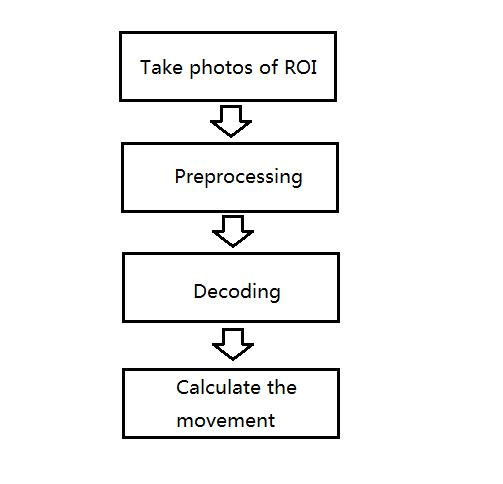 Take photos of ROI
Preprocessing
Decoding
Calculate the
movement